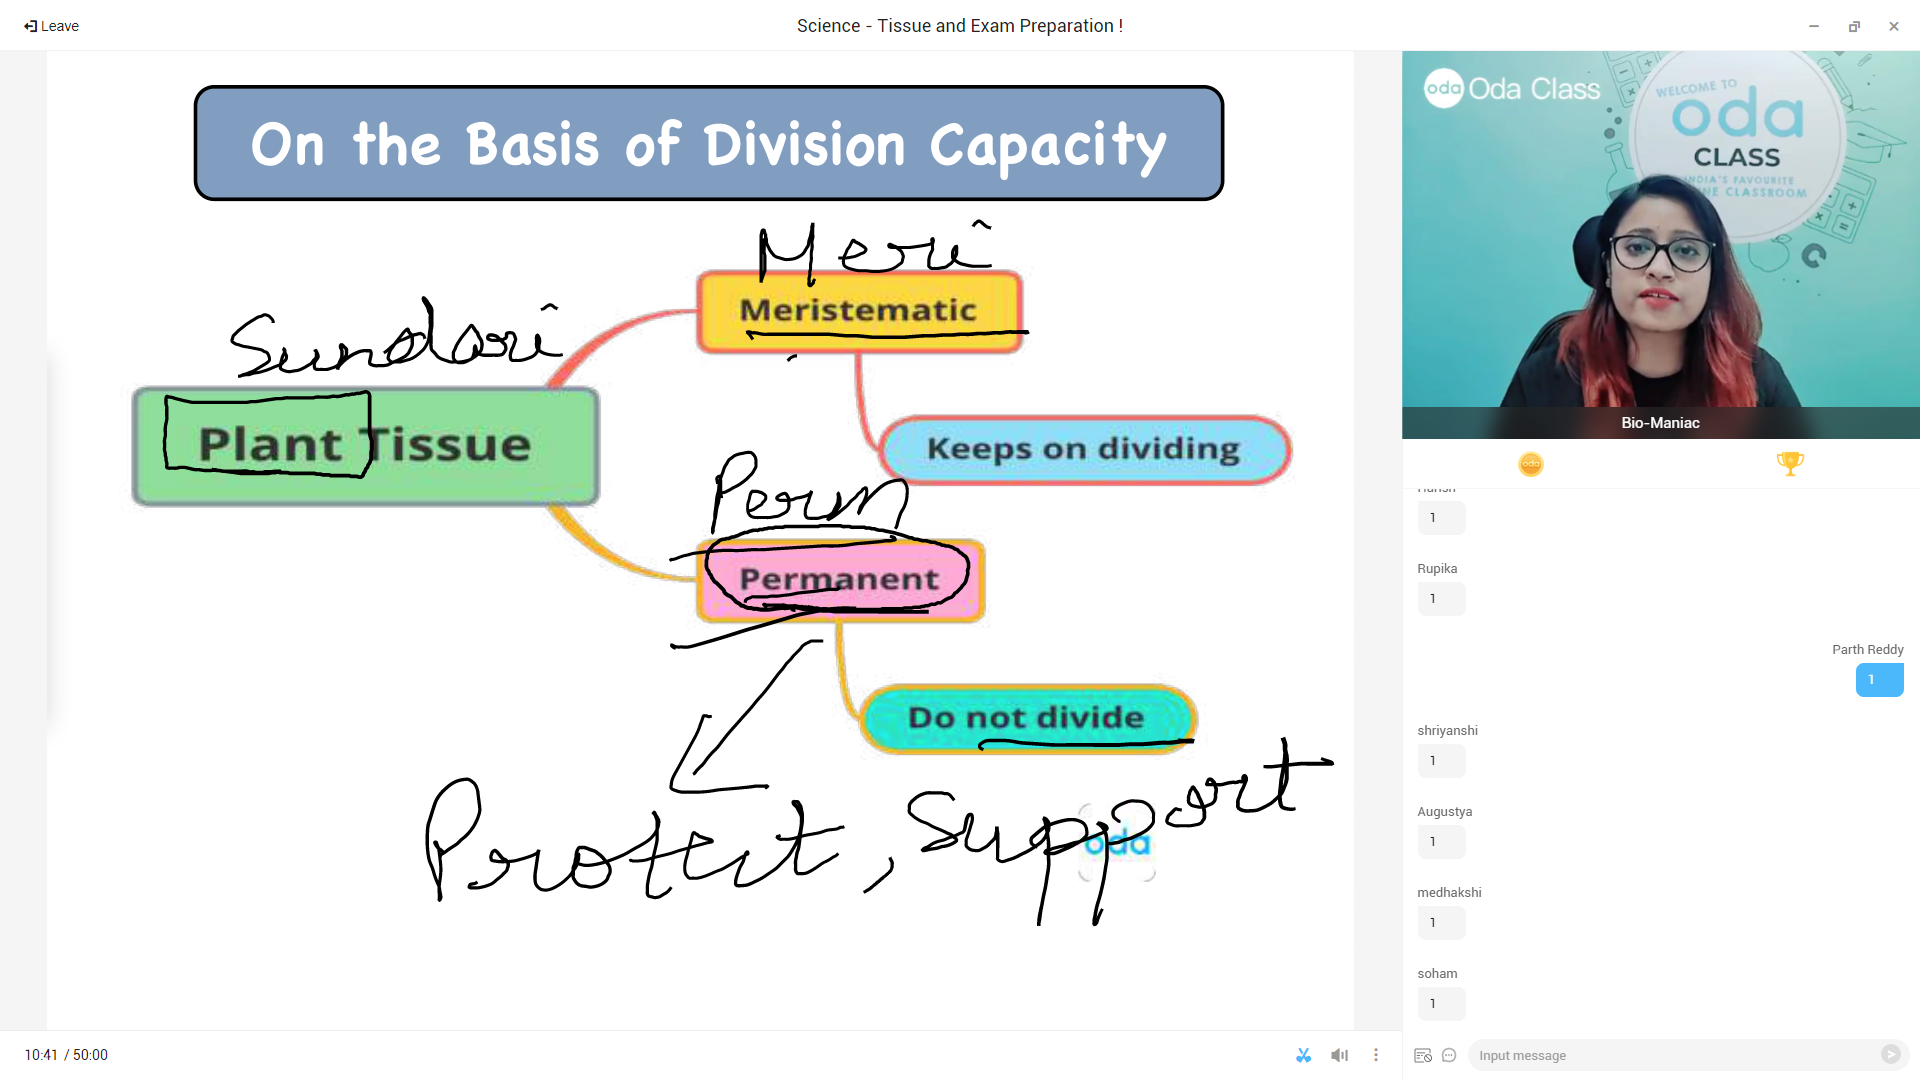 Leave
Science - Tissue and Exam Preparation !
On the Basis of Division Capacity
Meri
Meristematic
Sundari
Plant Tissue
Keeps on dividing
Perm
Permanent
Do not divide
Protect, Support
oda
10:41 / 50:00
oda Oda Class
WELCOME TO
oda
CLASS
INDIA'S FAVOURITE
CLASSROOM
Bio-Maniac
oda
1
Rupika
1
Parth Reddy
1
shriyanshi
1
Augustya
1
medhakshi
1
soham
1
Input message